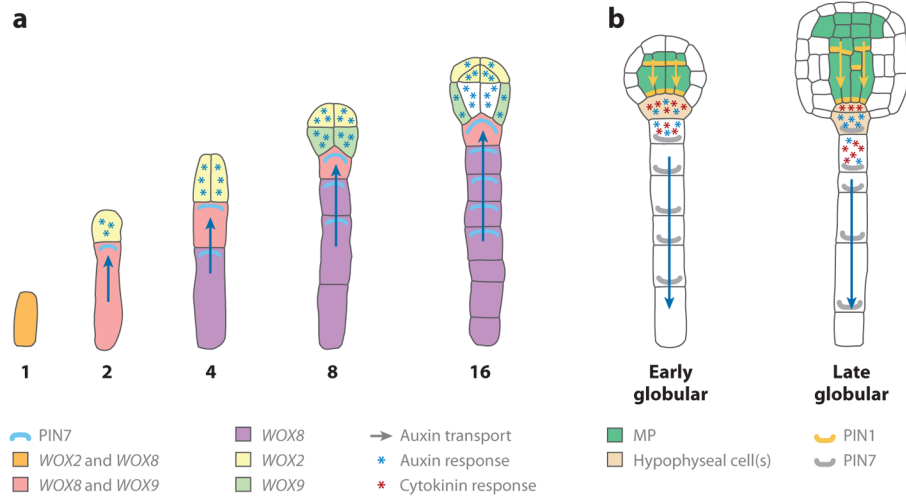 a
b
1
2
4
8
16
Early
globular
Late
globular
PIN7
WOX2 and WOX8
WOX8 and WOX9
WOX8
WOX2
WOX9
Auxin transport
Auxin response
Cytokinin response
MP
Hypophyseal cell(s)
PIN1
PIN7